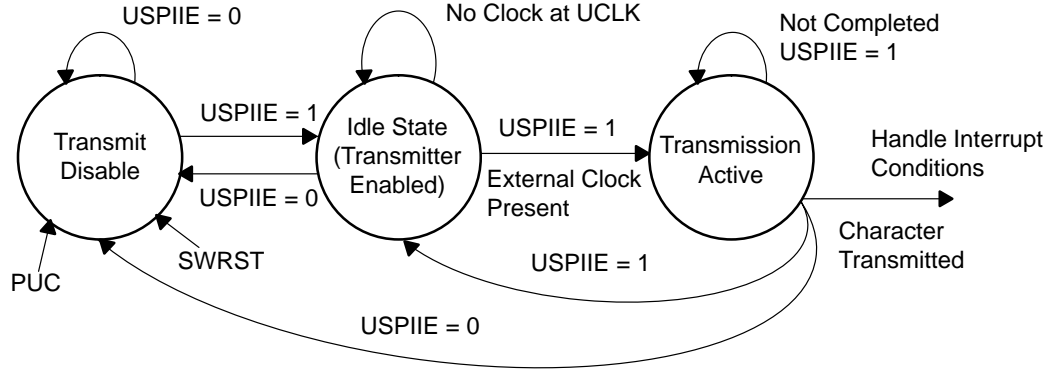 USPIIE = 0
No Clock at UCLK
Not Completed
USPIIE = 1
USPIIE = 1
Transmit
Disable
USPIIE = 0
Idle State
(Transmitter
Enabled)
USPIIE = 1
External Clock
Present
Transmission
Active
Handle Interrupt
Conditions
Character
Transmitted
PUC
SWRST
USPIIE = 1
USPIIE = 0